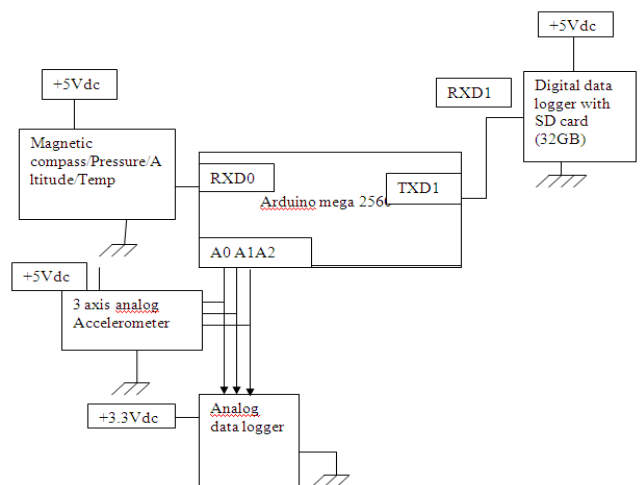 +5Vdc
+5Vdc
RXD1
Digital data
logger with
SD card
(32GB)
Magnetic
compass/Pressure/A
ltitude/Temp
RXD0
TXD1
Arduino mega 2560
A0 A1A2
+5Vdc
3 axis analog
Accelerometer
+3.3Vdc
Analog
data logger